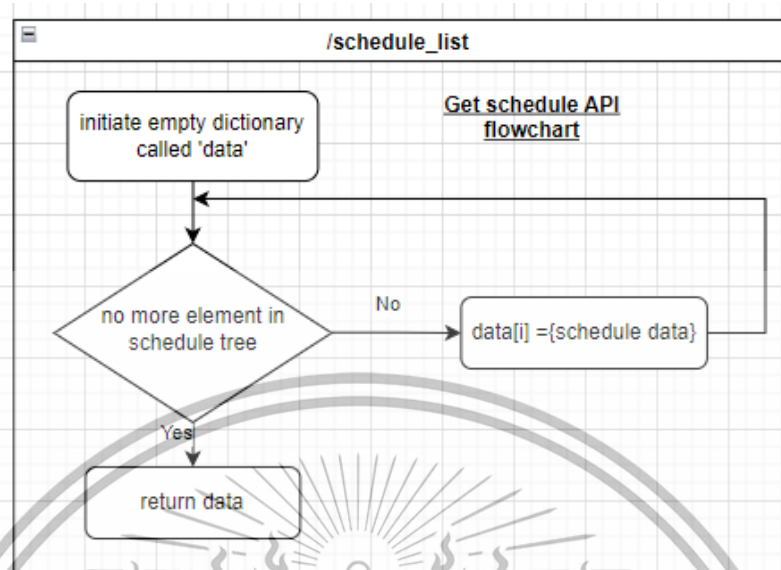 /schedule_list
Get schedule API
flowchart
initiate empty dictionary
called 'data'
no more element in
schedule tree
No
data[i] ={schedule data}
Yes
return data